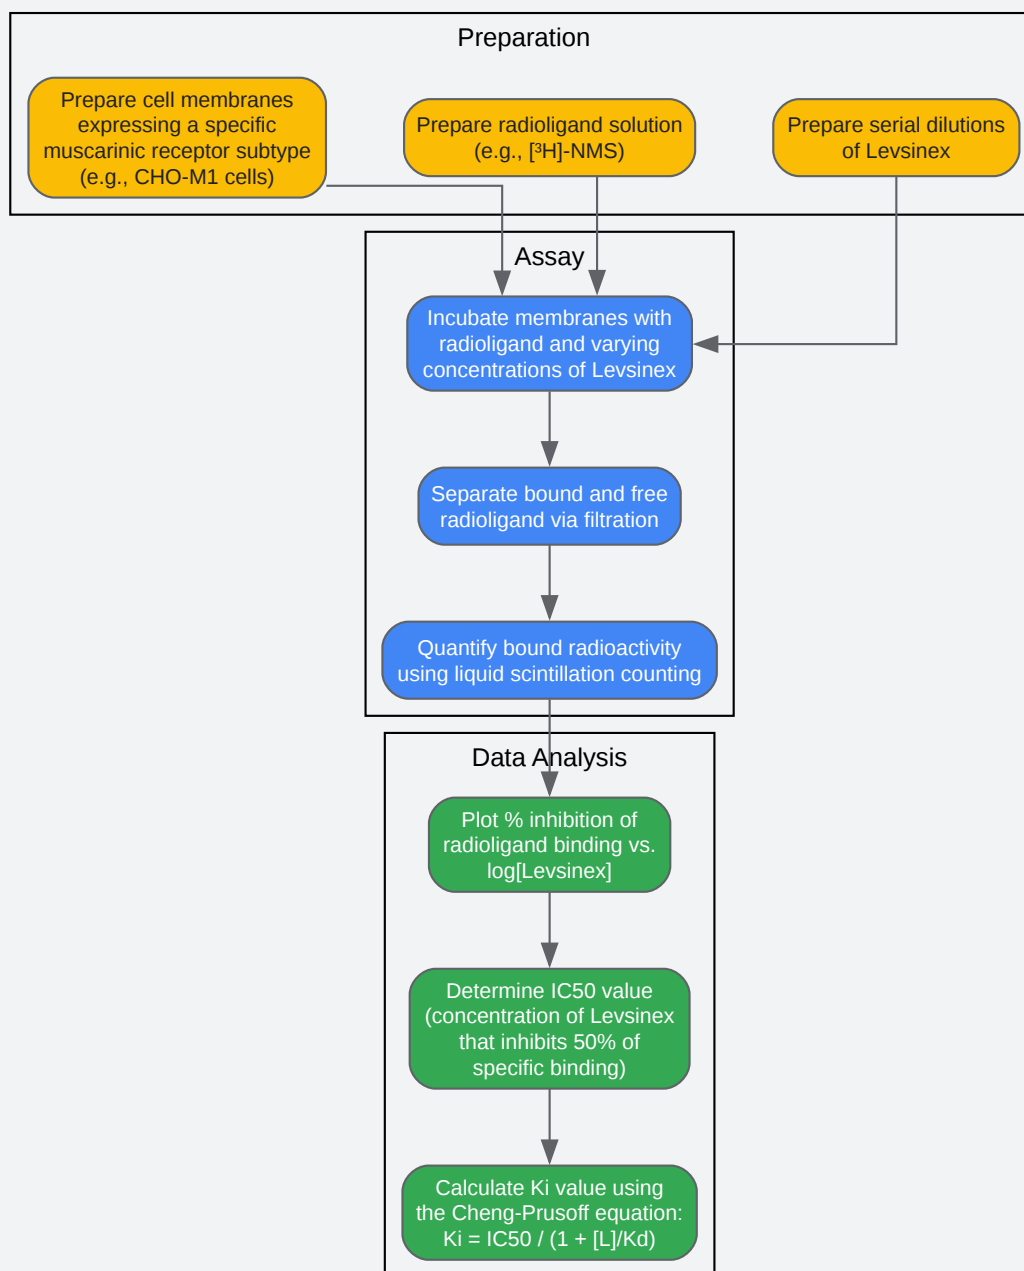 Preparation
Prepare cell membranes
expressing a specific
muscarinic receptor subtype
(e.g., CHO-M1 cells)
Prepare radioligand solution
(e.g., [³H]-NMS)
Prepare serial dilutions
of Levsinex
Assay
Incubate membranes with
radioligand and varying
concentrations of Levsinex
Separate bound and free
radioligand via filtration
Quantify bound radioactivity
using liquid scintillation counting
Data Analysis
Plot % inhibition of
radioligand binding vs.
log[Levsinex]
Determine IC50 value
(concentration of Levsinex
that inhibits 50% of
specific binding)
Calculate Ki value using
the Cheng-Prusoff equation:
Ki = IC50 / (1 + [L]/Kd)